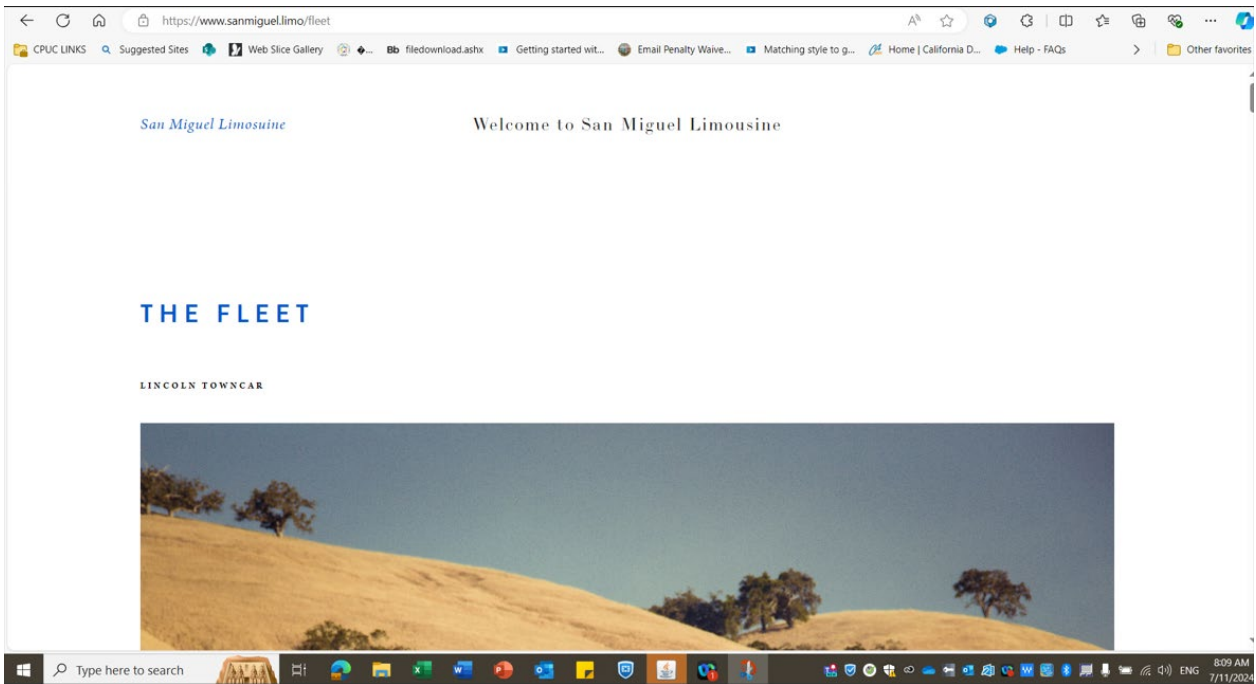 https://www.sanmiguel.limo/fleet
CPUC LINKS Suggested Sites Web Slice Gallery �... Bb filedownload.ashx Getting started wit... Email Penalty Waive... Matching style to g... Home | California D... Help - FAQs Other favorites
San Miguel Limosuine
Welcome to San Miguel Limousine
THE FLEET
LINCOLN TOWNCAR
Type here to search
ENG
8:09 AM
7/11/2024